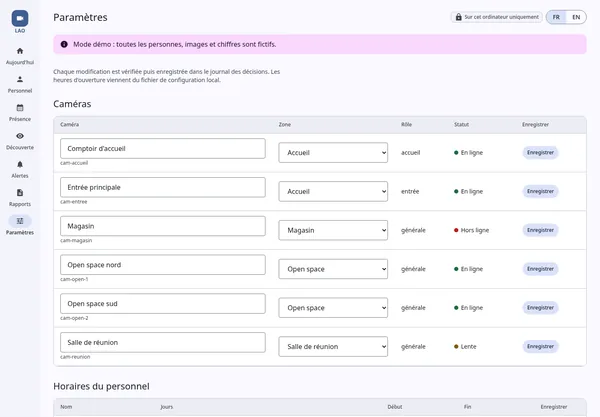 LAO
Aujourd'hui
Personnel
Présence
Découverte
Alertes
Rapports
Paramètres
Paramètres
Sur cet ordinateur uniquement
FR
EN
Mode démo : toutes les personnes, images et chiffres sont fictifs.
Chaque modification est vérifiée puis enregistrée dans le journal des décisions. Les
heures d'ouverture viennent du fichier de configuration local.
Caméras
Caméra Zone Rôle Statut Enregistrer
Comptoir d'accueil Accueil accueil En ligne Enregistrer
cam-accueil
Entrée principale Accueil entrée En ligne Enregistrer
cam-entree
Magasin Magasin générale Hors ligne Enregistrer
cam-magasin
Open space nord Open space générale En ligne Enregistrer
cam-open-1
Open space sud Open space générale En ligne Enregistrer
cam-open-2
Salle de réunion Salle de réunion générale Lente Enregistrer
cam-reunion
Horaires du personnel
Nom Jours Début Fin Enregistrer